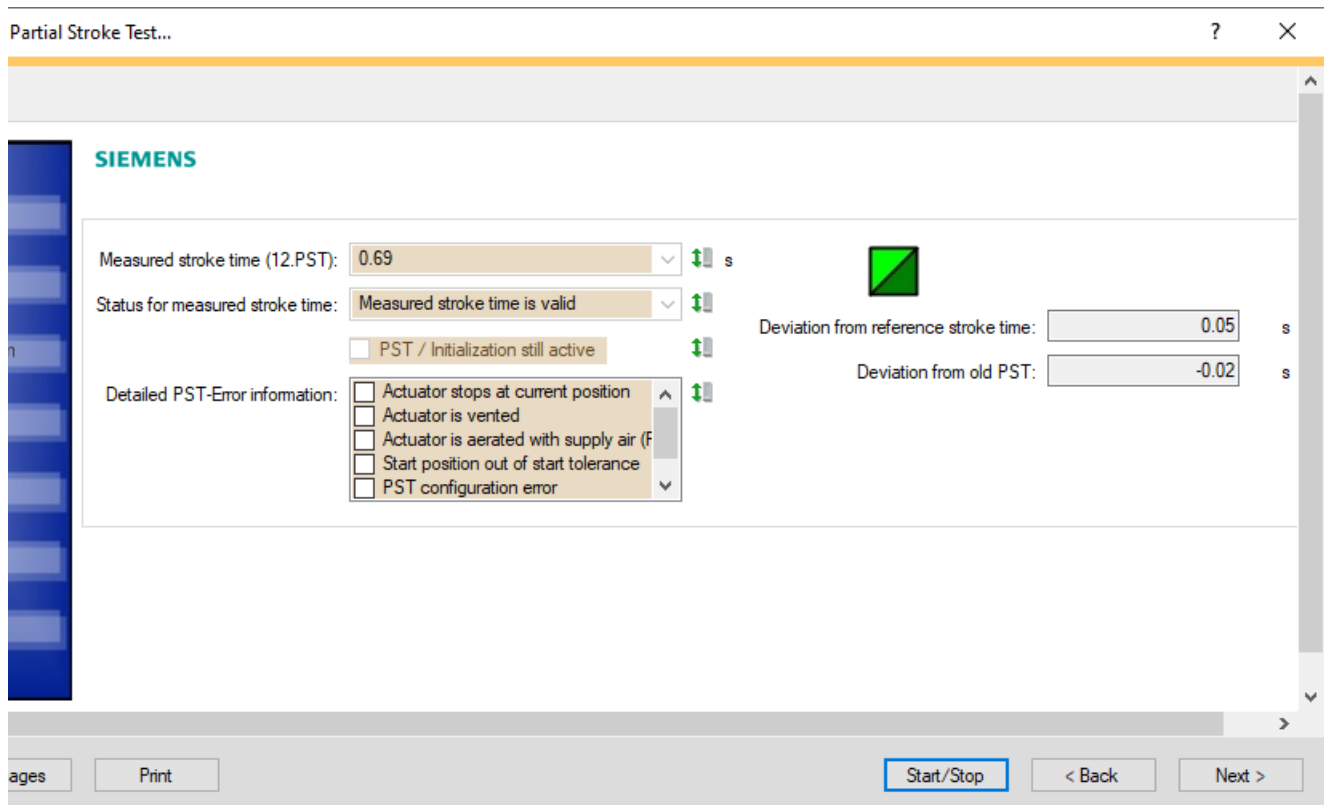 Partial Stroke Test...
?
SIEMENS
Measured stroke time (12.PST): 0.69 s
Status for measured stroke time: Measured stroke time is valid
PST / Initialization still active
Detailed PST-Error information:
Actuator stops at current position
Actuator is vented
Actuator is aerated with supply air (F
Start position out of start tolerance
PST configuration error
Deviation from reference stroke time: 0.05 s
Deviation from old PST: -0.02 s
ages
Print
Start/Stop
< Back
Next >